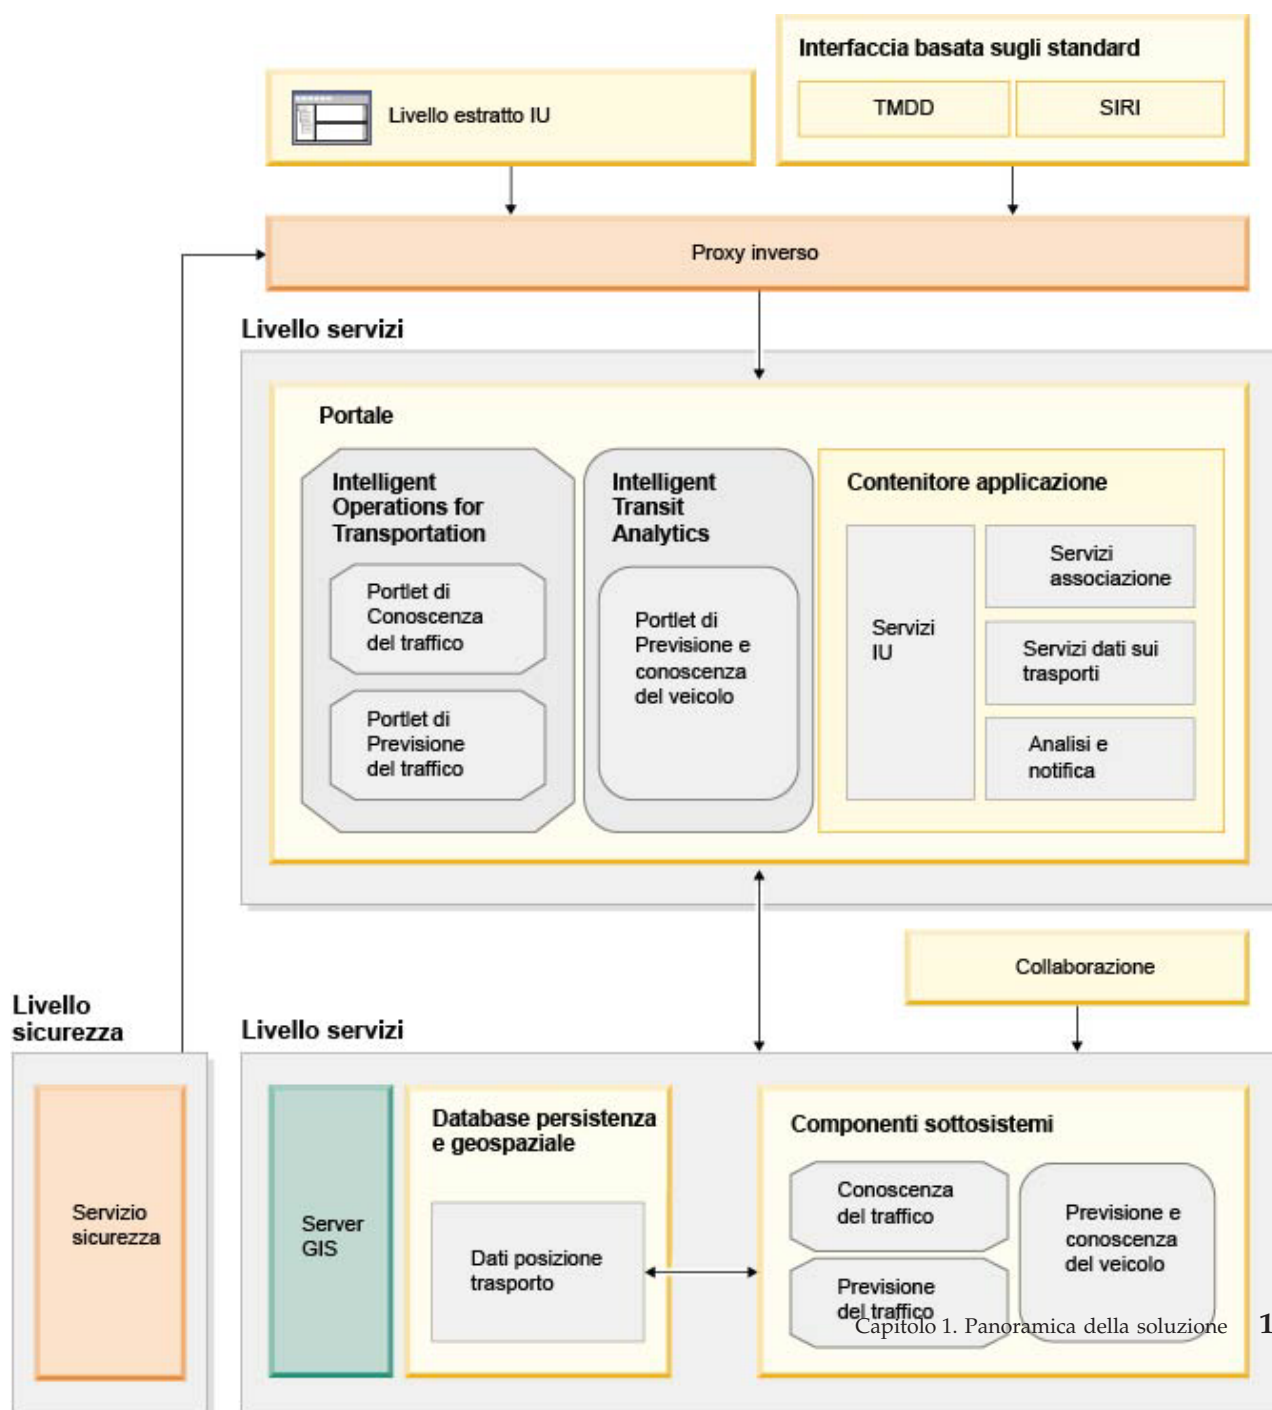 Interfaccia basata sugli standard
Livello estratto IU
TMDD
SIRI
Proxy inverso
Livello servizi
Portale
Intelligent
Operations for
Transportation
Portlet di
Conoscenza
del traffico
Portlet di
Previsione
del traffico
Intelligent
Transit
Analytics
Portlet di
Previsione e
conoscenza
del veicolo
Contenitore applicazione
Servizi
IU
Servizi
associazione
Servizi dati sui
trasporti
Analisi e
notifica
Collaborazione
Livello
sicurezza
Servizio
sicurezza
Livello servizi
Server
GIS
Database persistenza
e geospaziale
Dati posizione
trasporto
Componenti sottosistemi
Conoscenza
del traffico
Previsione
del traffico
Previsione e
conoscenza
del veicolo
Capitolo 1. Panoramica della soluzione 1